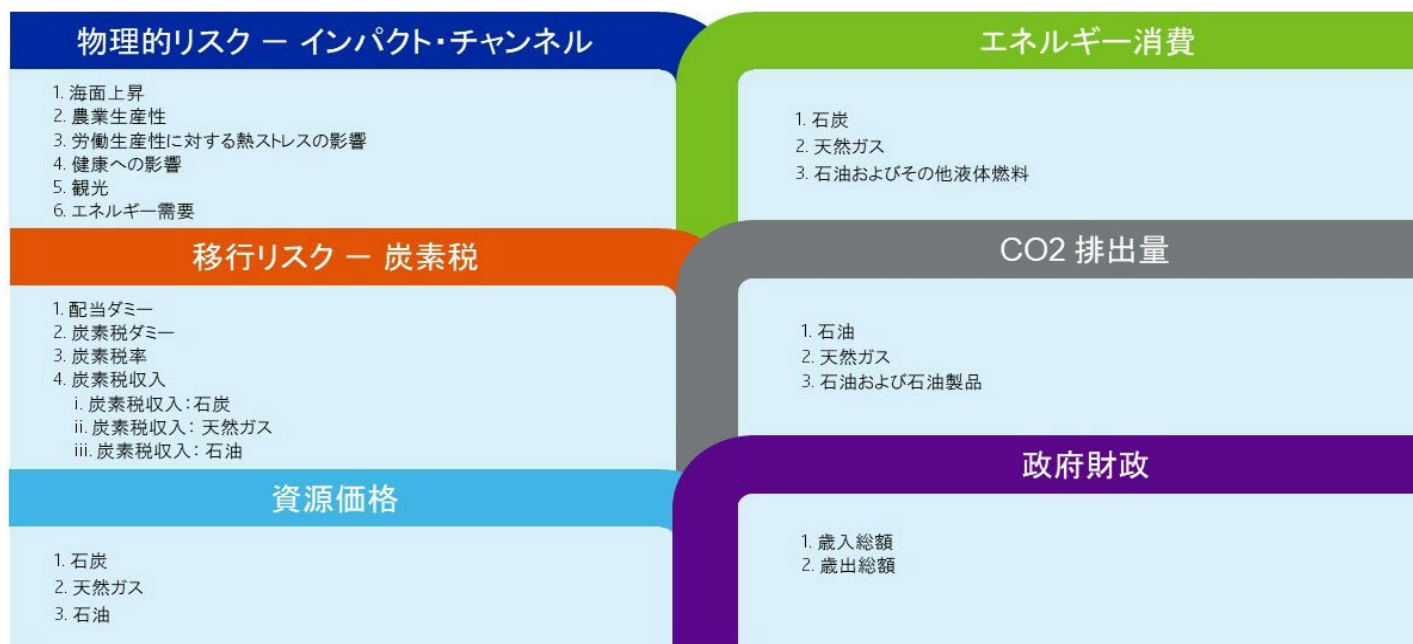 物理的リスク － インパクト・チャンネル
1. 海面上昇
2. 農業生産性
3. 労働生産性に対する熱ストレスの影響
4. 健康への影響
5. 観光
6. エネルギー需要
移行リスク － 炭素税
1. 配当ダミー
2. 炭素税ダミー
3. 炭素税率
4. 炭素税収入
i. 炭素税収入：石炭
ii. 炭素税収入： 天然ガス
iii. 炭素税収入： 石油
資源価格
1. 石炭
2. 天然ガス
3. 石油
エネルギー消費
1. 石炭
2. 天然ガス
3. 石油およびその他液体燃料
CO2 排出量
1. 石油
2. 天然ガス
3. 石油および石油製品
政府財政
1. 歳入総額
2. 歳出総額